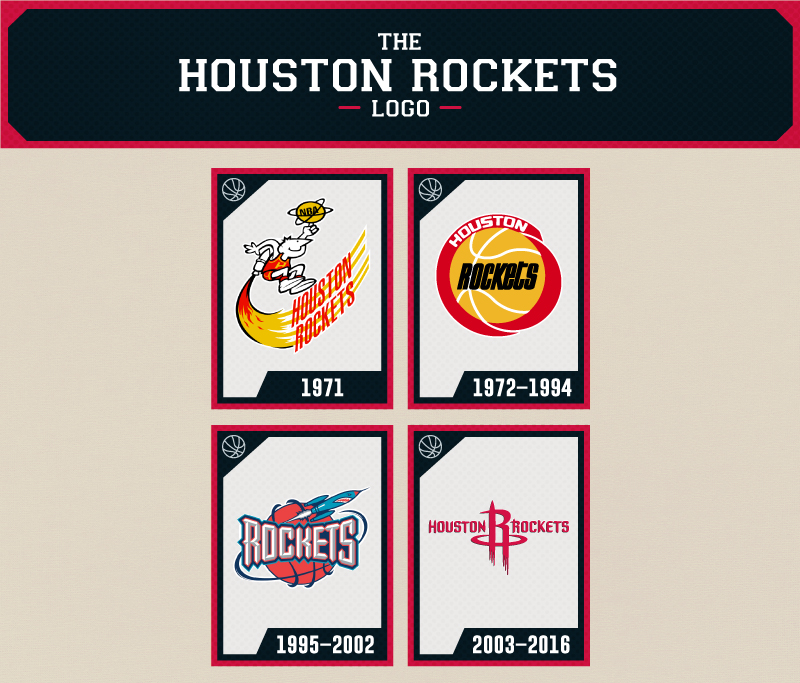 THE
HOUSTON ROCKETS
LOGO
NBA
HOUSTON
ROCKETS
1971
HOUSTON
ROCKETS
1972–1994
ROCKETS
1995–2002
HOUSTON R ROCKETS
2003–2016